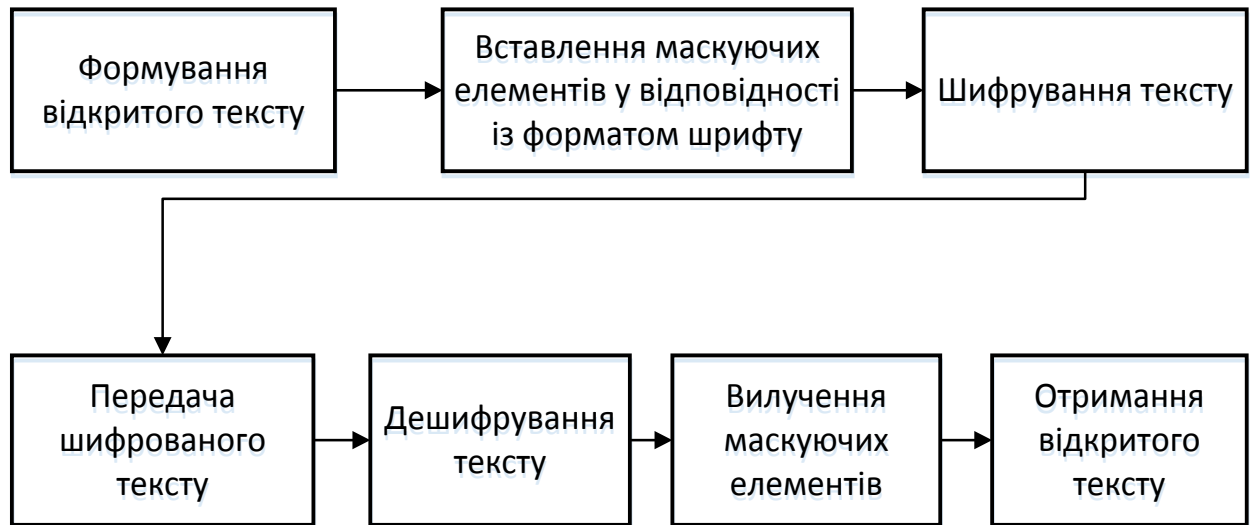 Формування
відкритого тексту
Вставлення маскуючих
елементів у відповідності
із форматом шрифту
Шифрування тексту
Передача
шифрованого
тексту
Дешифрування
тексту
Вилучення
маскуючих
елементів
Отримання
відкритого
тексту